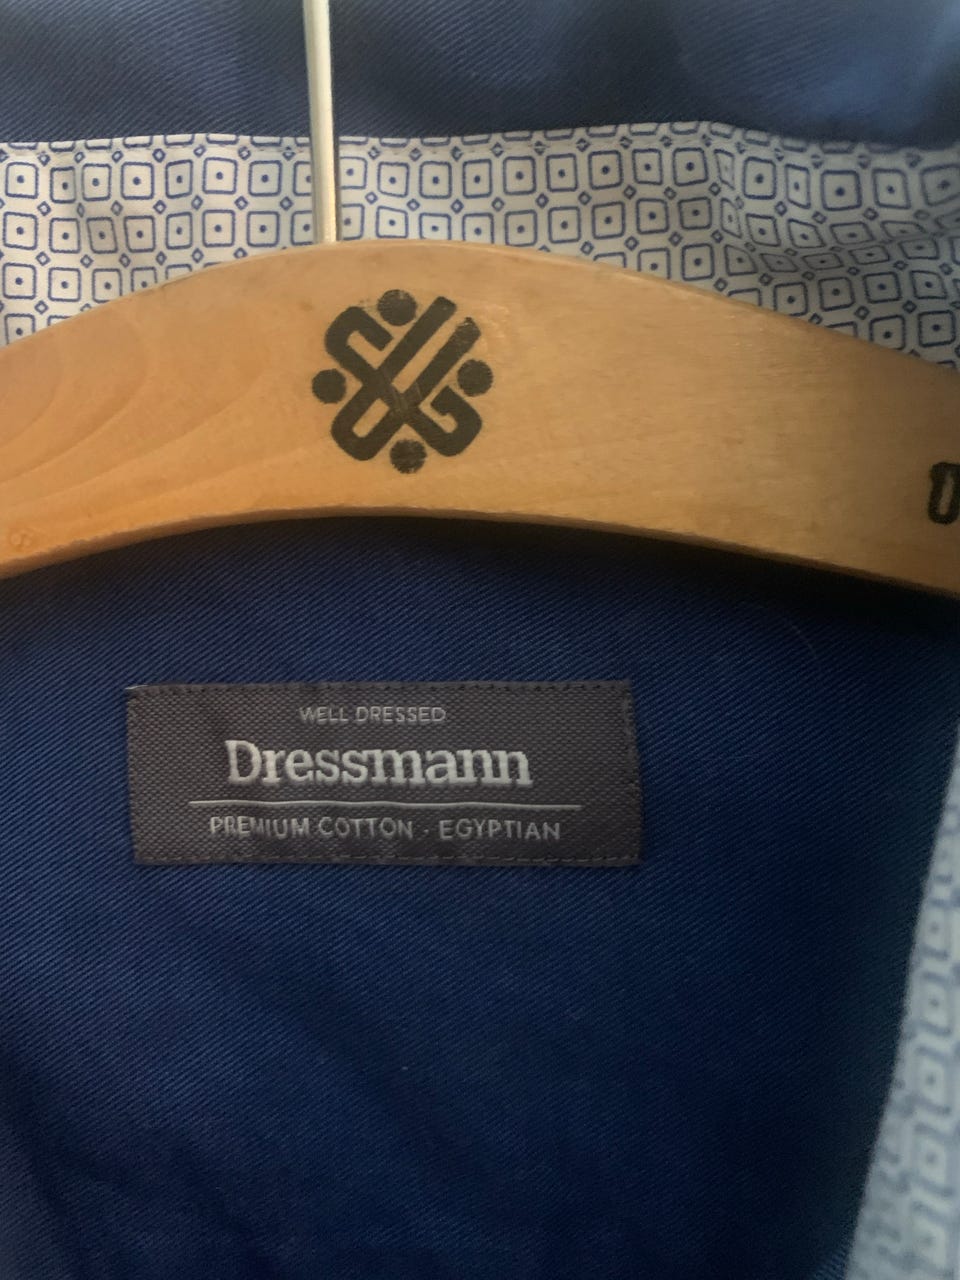 WELL DRESSED
Dressmann
PREMIUM COTTON · EGYPTIAN